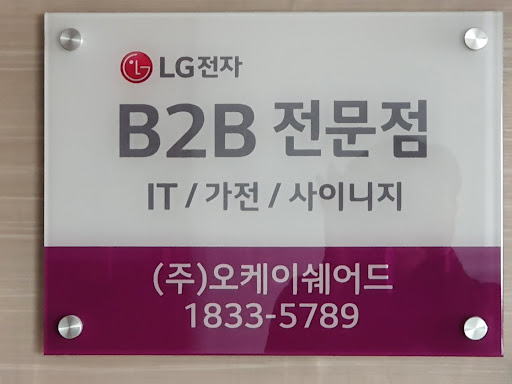 LG전자
B2B 전문점
IT / 가전 / 사이니지
(주)오케이쉐어드
1833-5789